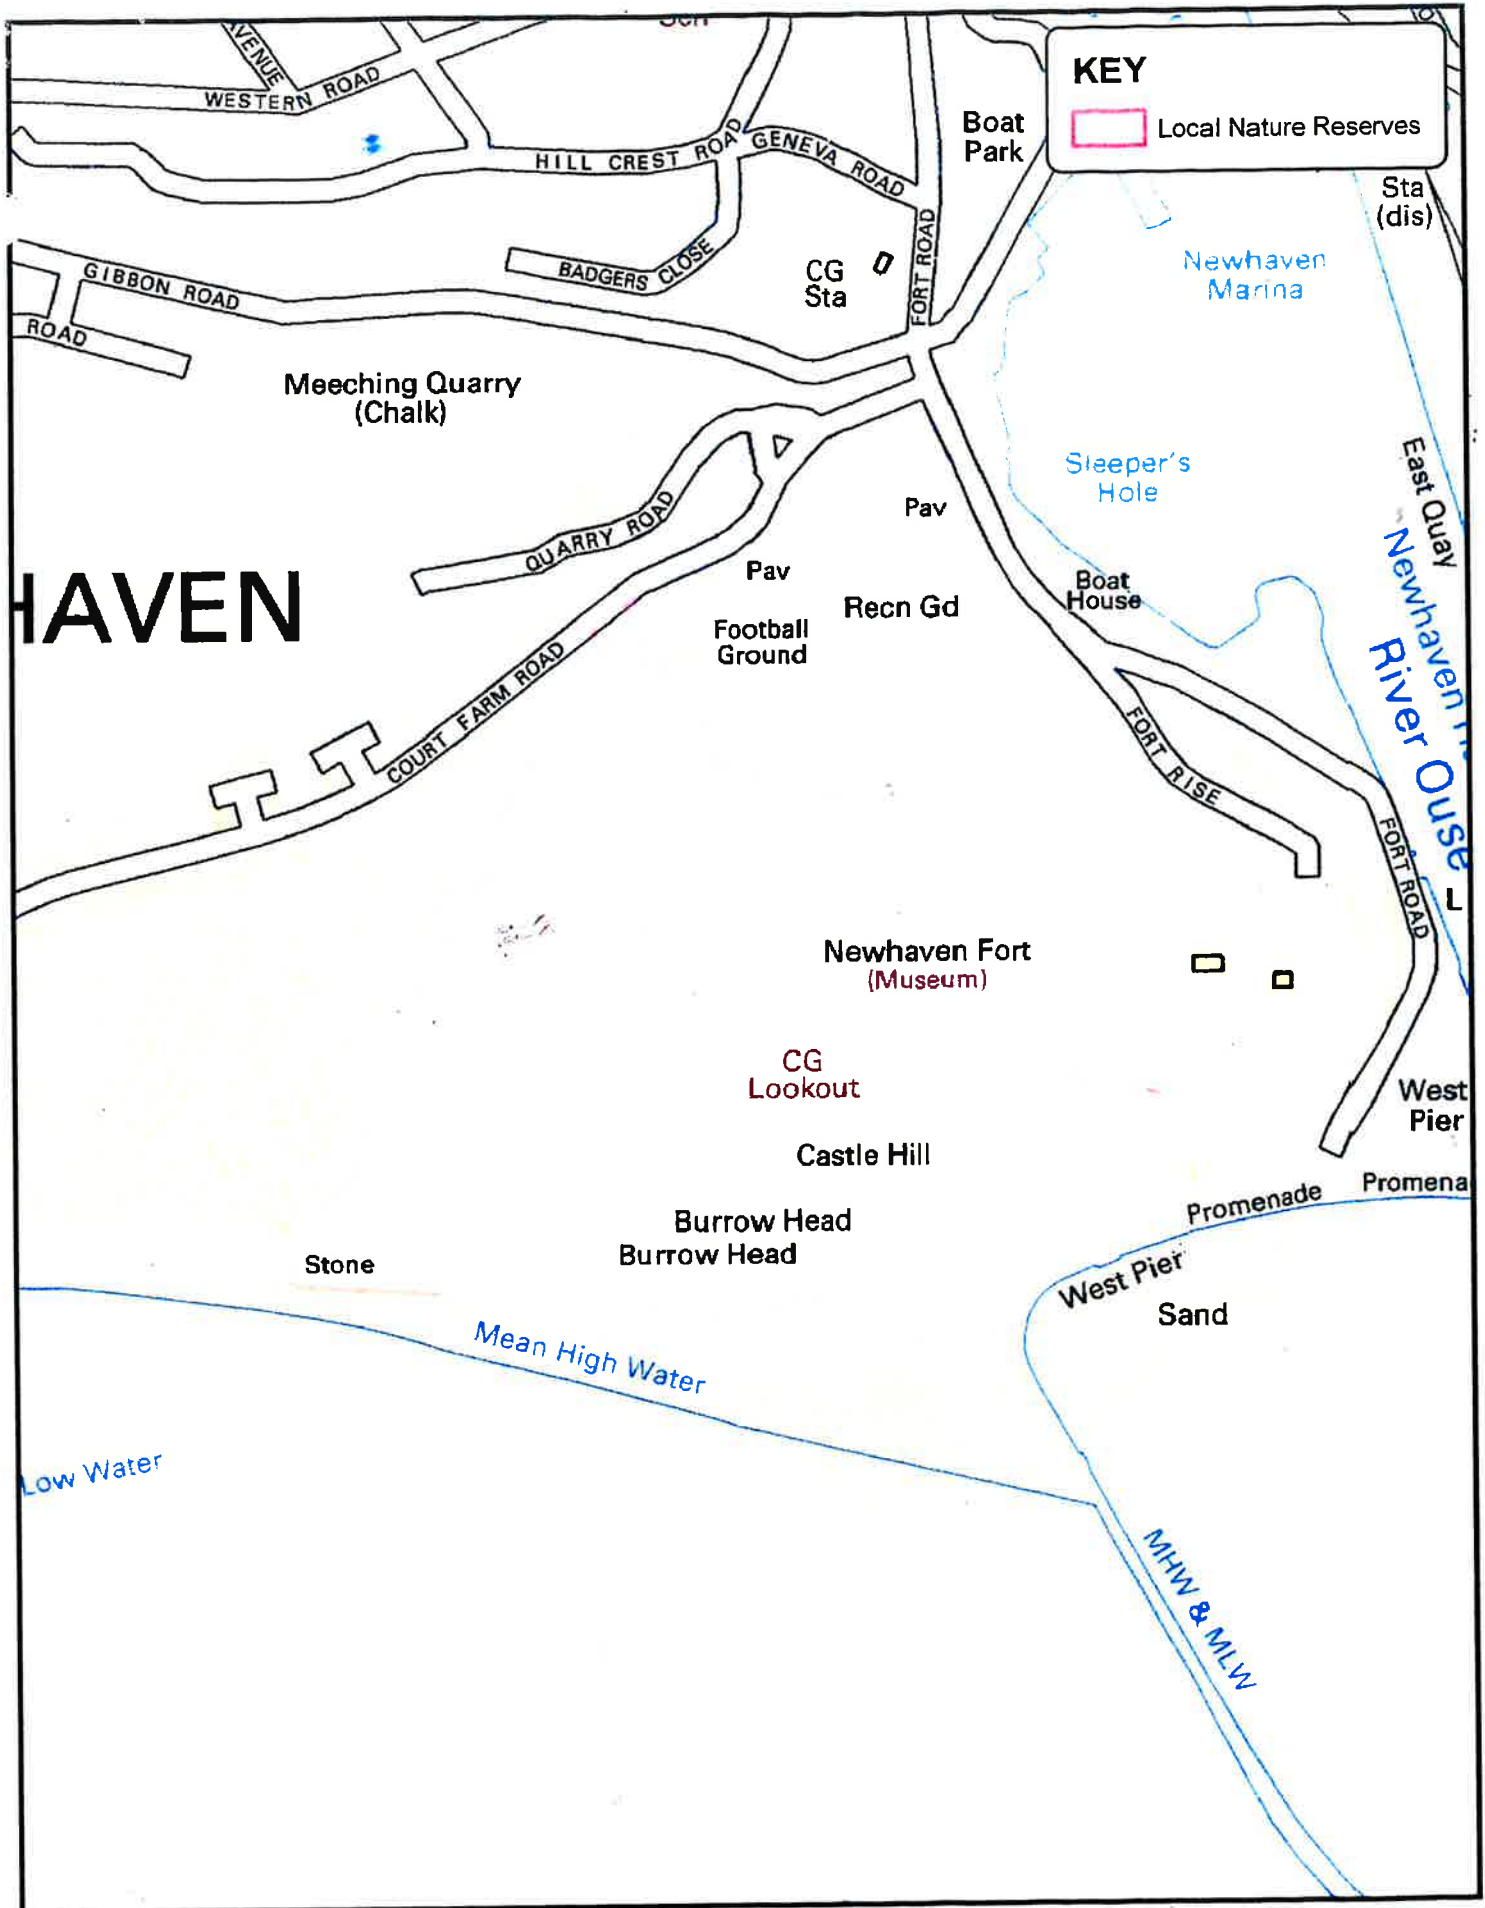 AVENUE
WESTERN ROAD
KEY
Local Nature Reserves
Boat
Park
HILL CREST ROAD
GENEVA ROAD
Sta
(dis)
FORT ROAD
BADGERS CLOSE
CG
Sta
Newhaven
Marina
GIBBON ROAD
ROAD
Meeching Quarry
(Chalk)
East Quay
Sleeper's
Hole
Pav
QUARRY ROAD
Newhaven
River Ouse
Pav
Boat
House
HAVEN
Recn Gd
Football
Ground
COURT FARM ROAD
FORT RISE
FORT ROAD
L
Newhaven Fort
(Museum)
CG
Lookout
West
Pier
Castle Hill
Promenade
Promena
Burrow Head
Burrow Head
Stone
West Pier
Sand
Mean High Water
Low Water
MHW & MLW